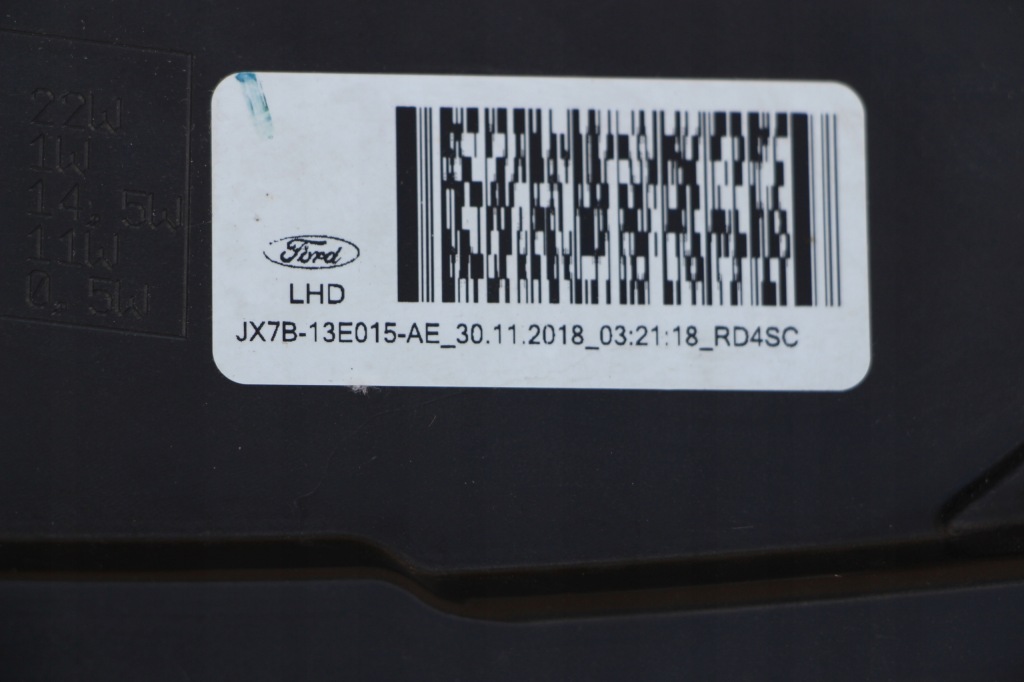 22W
1W
14,5W
11W
0,5W
Ford
LHD
JX7B-13E015-AE_30.11.2018_03:21:18_RD4SC